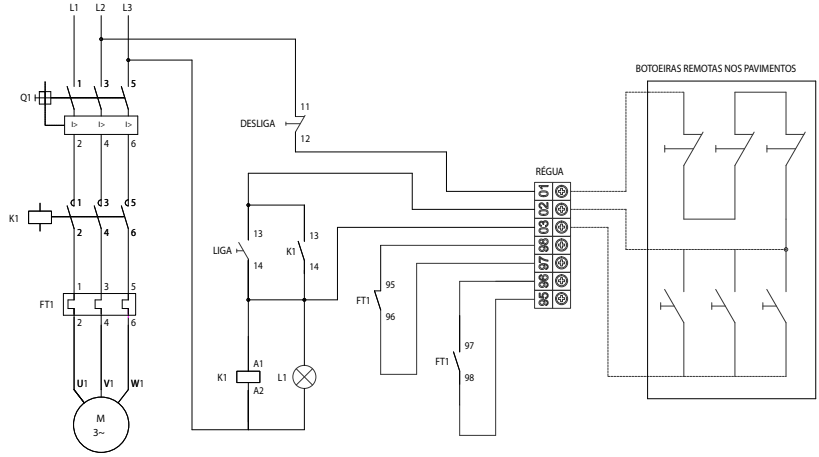 L1 L2 L3
BOTOEIRAS REMOTAS NOS PAVIMENTOS
1 3 5
Q1
I> I> I>
2 4 6
11
DESLIGA
12
RÉGUA
01
02
03
98
97
96
95
K1
1 3 5
2 4 6
13
LIGA
14
13
K1
14
95
FT1
96
97
FT1
98
FT1
1 3 5
2 4 6
U1 V1 W1
M
3~
A1
K1
A2
L1